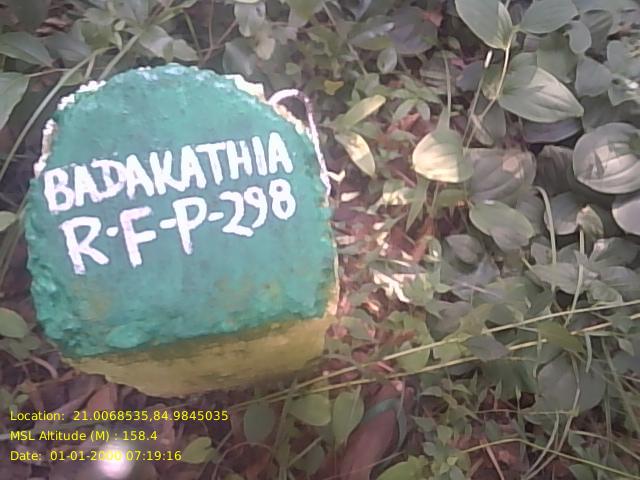 BADAKATHIA
R-F-P-298
Location: 21.0068535,84.9845035
MSL Altitude (M) : 158.4
Date: 01-01-2000 07:19:16